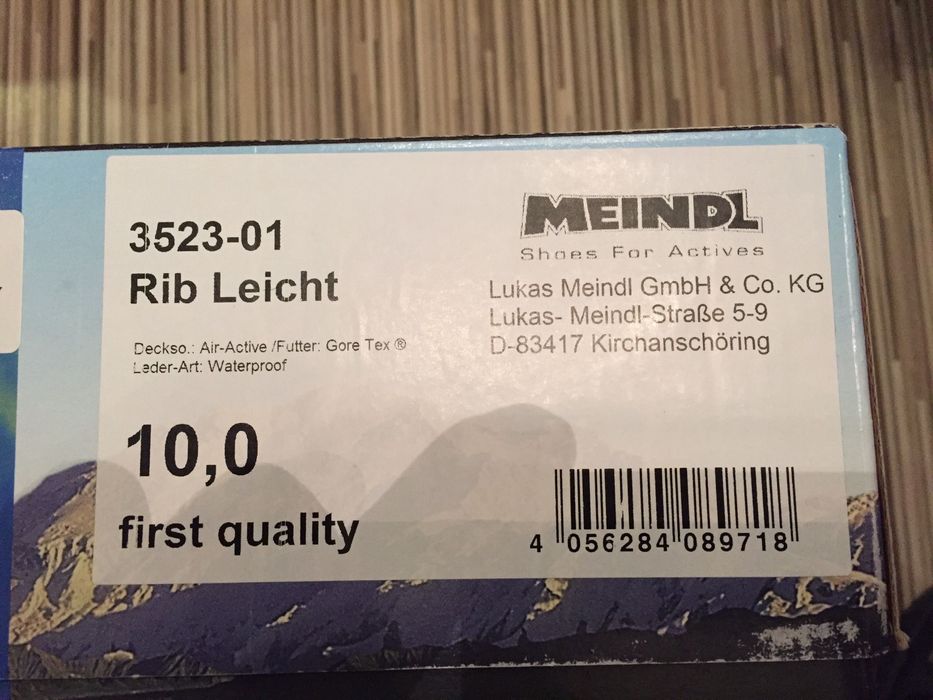 3523-01
Rib Leicht
Deckso.: Air-Active /Futter: Gore Tex ®
Leder-Art: Waterproof
10,0
first quality
MEINDL
Shoes For Actives
Lukas Meindl GmbH & Co. KG
Lukas- Meindl-Straße 5-9
D-83417 Kirchanschöring
4 056284 089718